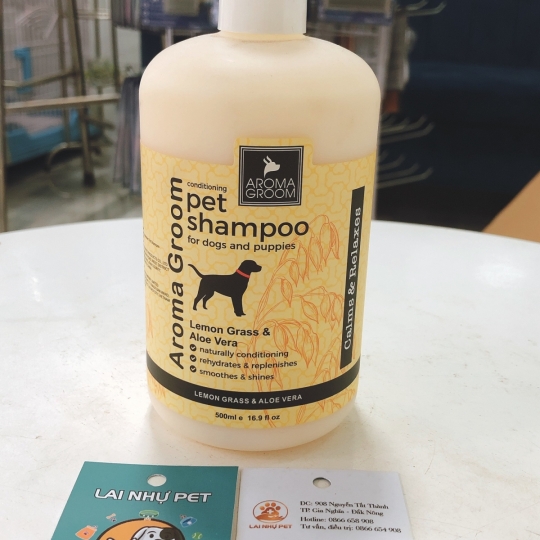 AROMA
GROOM
Aroma Groom
conditioning
pet
shampoo
for dogs and puppies
Calms & Relaxes
Lemon Grass &
Aloe Vera
naturally conditioning
rehydrates & replenishes
smoothes & shines
LEMON GRASS & ALOE VERA
500ml e 16.9 fl oz
LAI NHỰ PET
LAI NHỰ PET
ĐC: 908 Nguyễn Tất Thành
TP. Gia Nghĩa - Đăk Nông
Hotline: 0866 658 908
Tư vấn, điều trị: 0866 654 908